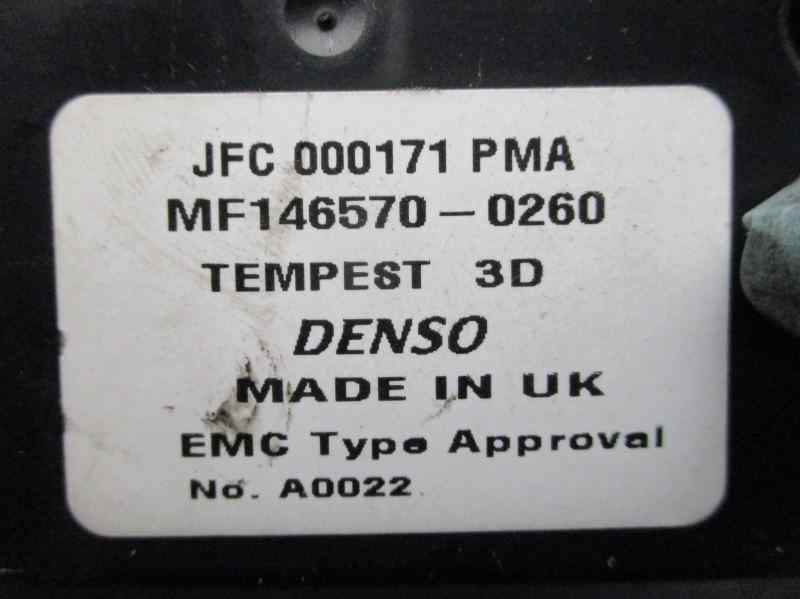 JFC 000171 PMA
MF146570-0260
TEMPEST 3D
DENSO
MADE IN UK
EMC Type Approval
No. A0022